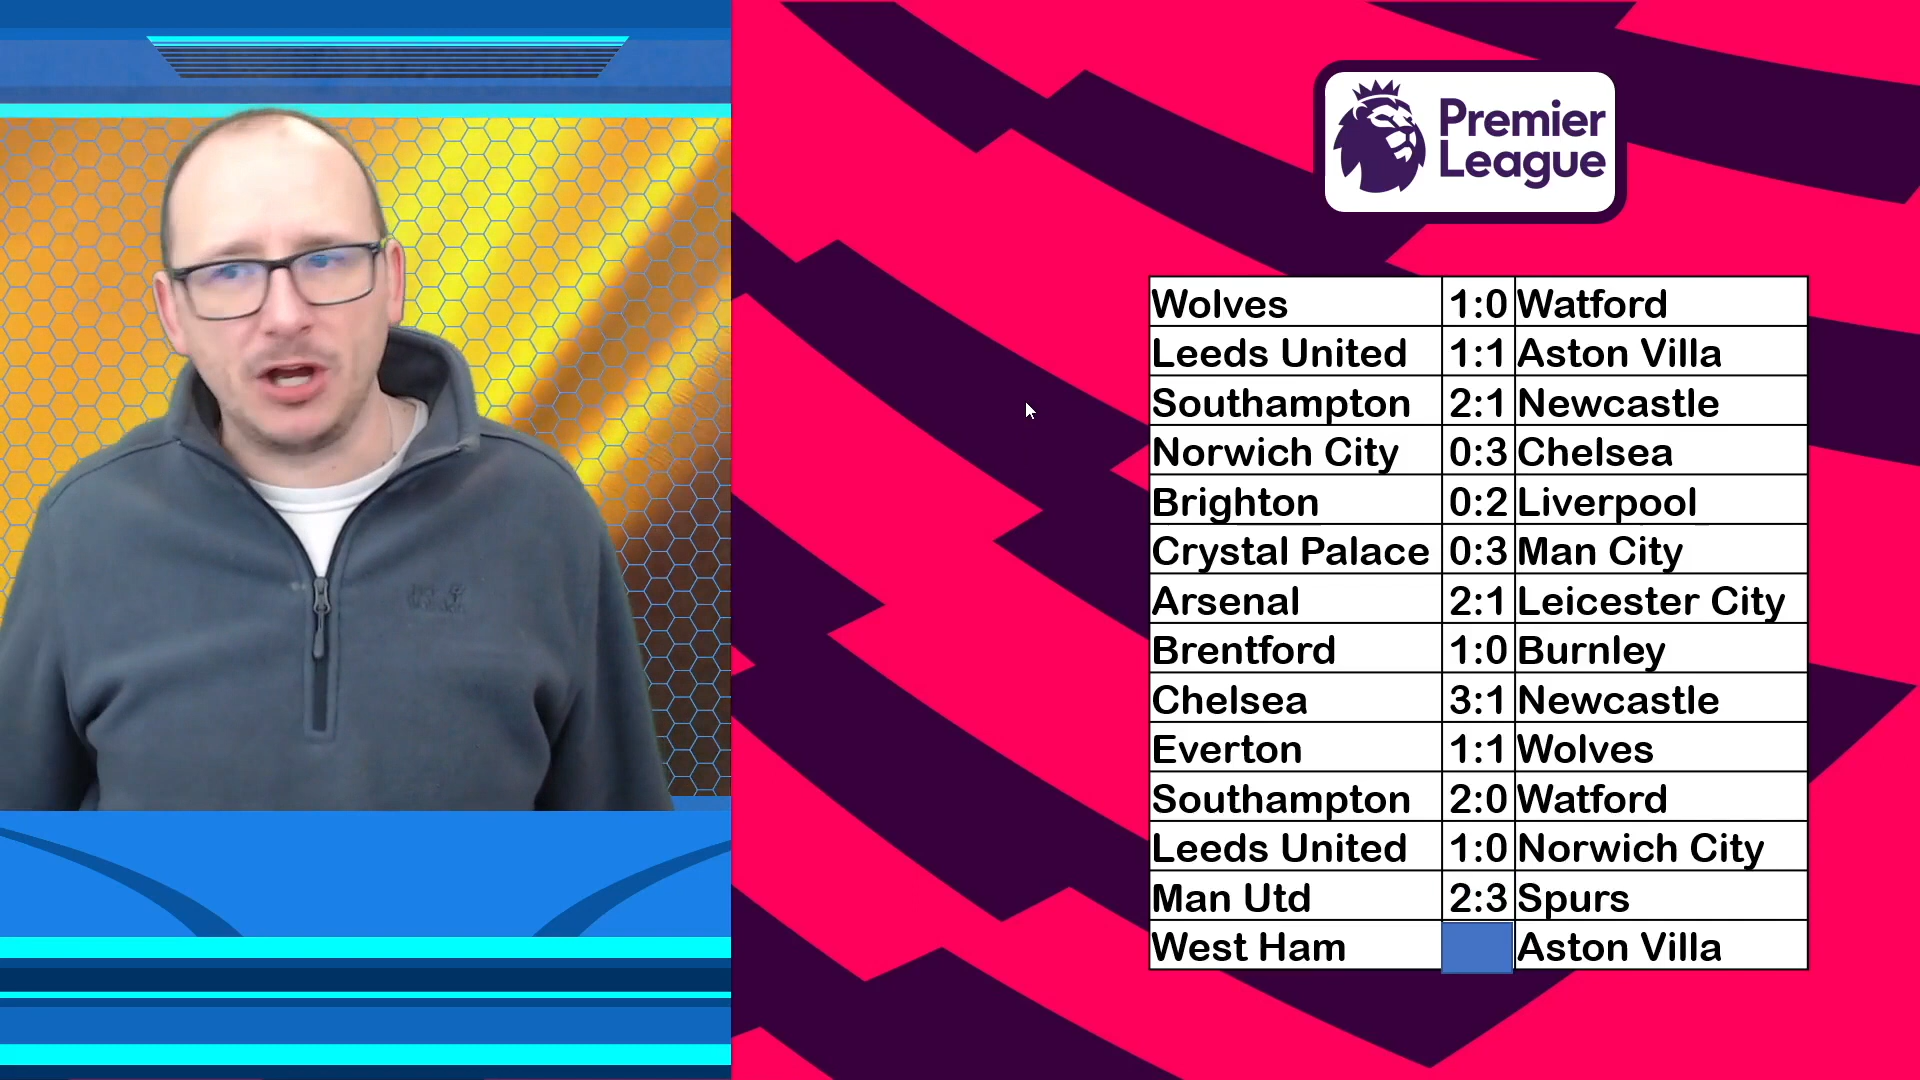 Premier
League
Wolves 1:0 Watford
Leeds United 1:1 Aston Villa
Southampton 2:1 Newcastle
Norwich City 0:3 Chelsea
Brighton 0:2 Liverpool
Crystal Palace 0:3 Man City
Arsenal 2:1 Leicester City
Brentford 1:0 Burnley
Chelsea 3:1 Newcastle
Everton 1:1 Wolves
Southampton 2:0 Watford
Leeds United 1:0 Norwich City
Man Utd 2:3 Spurs
West Ham Aston Villa